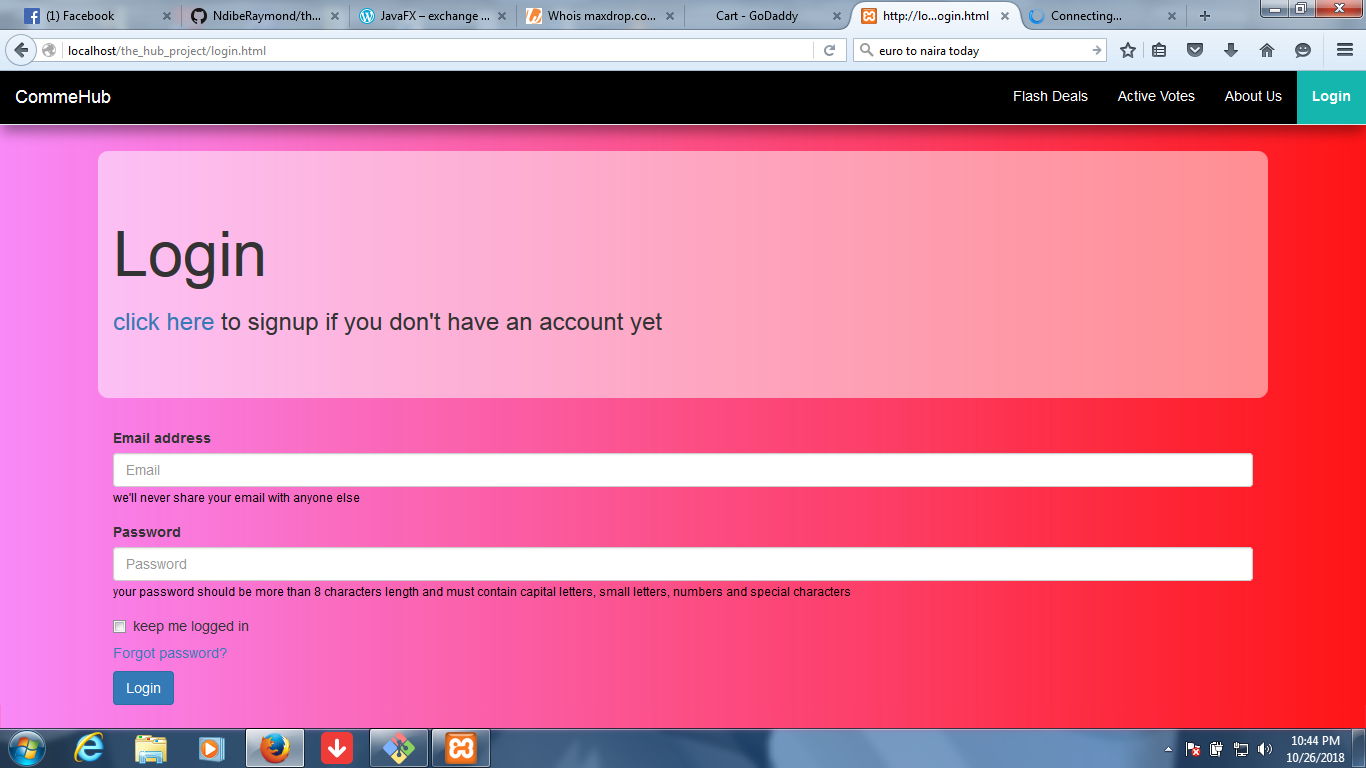 (1) Facebook
NdibeRaymond/th...
JavaFX – exchange ...
Whois maxdrop.co...
Cart - GoDaddy
http://lo...ogin.html
Connecting...
localhost/the_hub_project/login.html
euro to naira today
CommeHub
Flash Deals
Active Votes
About Us
Login
Login
click here to signup if you don't have an account yet
Email address
Email
we'll never share your email with anyone else
Password
Password
your password should be more than 8 characters length and must contain capital letters, small letters, numbers and special characters
keep me logged in
Forgot password?
Login
10:44 PM
10/26/2018